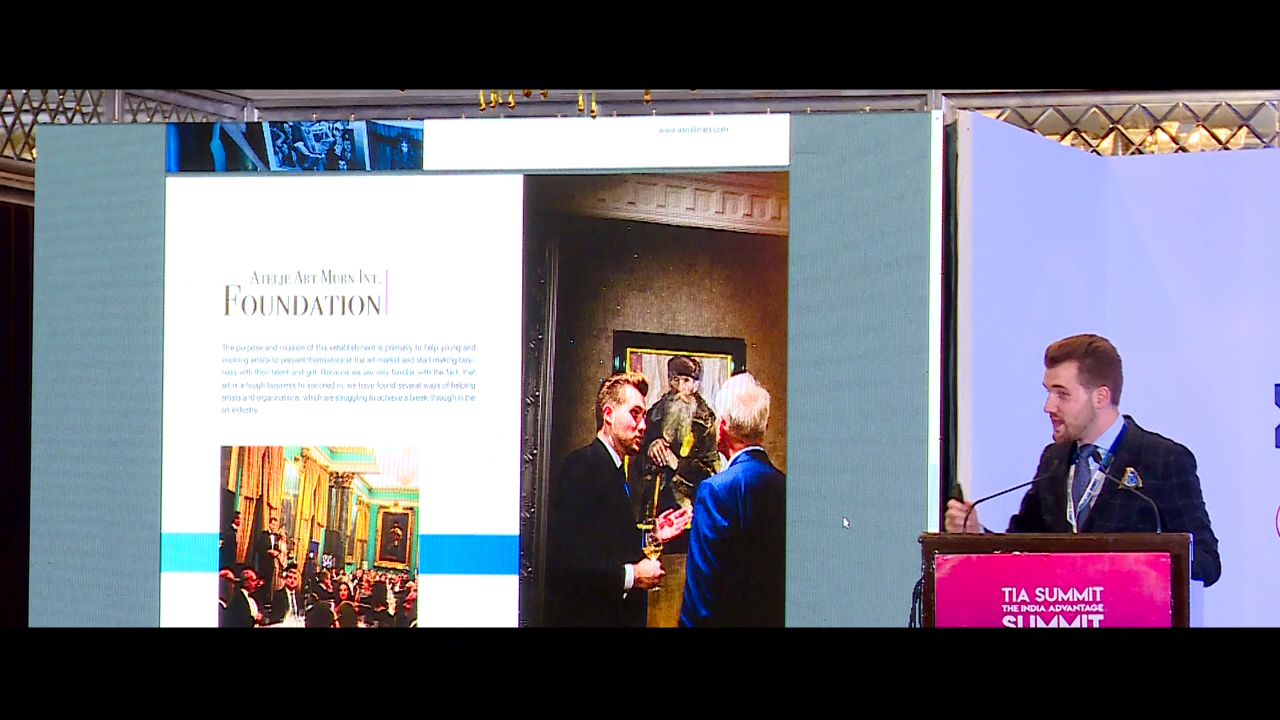 ATELJE ART MURN INT.
FOUNDATION
The purpose and mission of this establishment is primarily to help young and
evolving artists to present themselves at the art market and start making busi-
ness with their talent and gift. Because we are very familiar with the fact, that
art is a tough business to succeed in, we have found several ways of helping
artists and organisations, which are struggling to achieve a break-through in the
art industry.
TIA SUMMIT
THE INDIA ADVANTAGE
SUMMIT